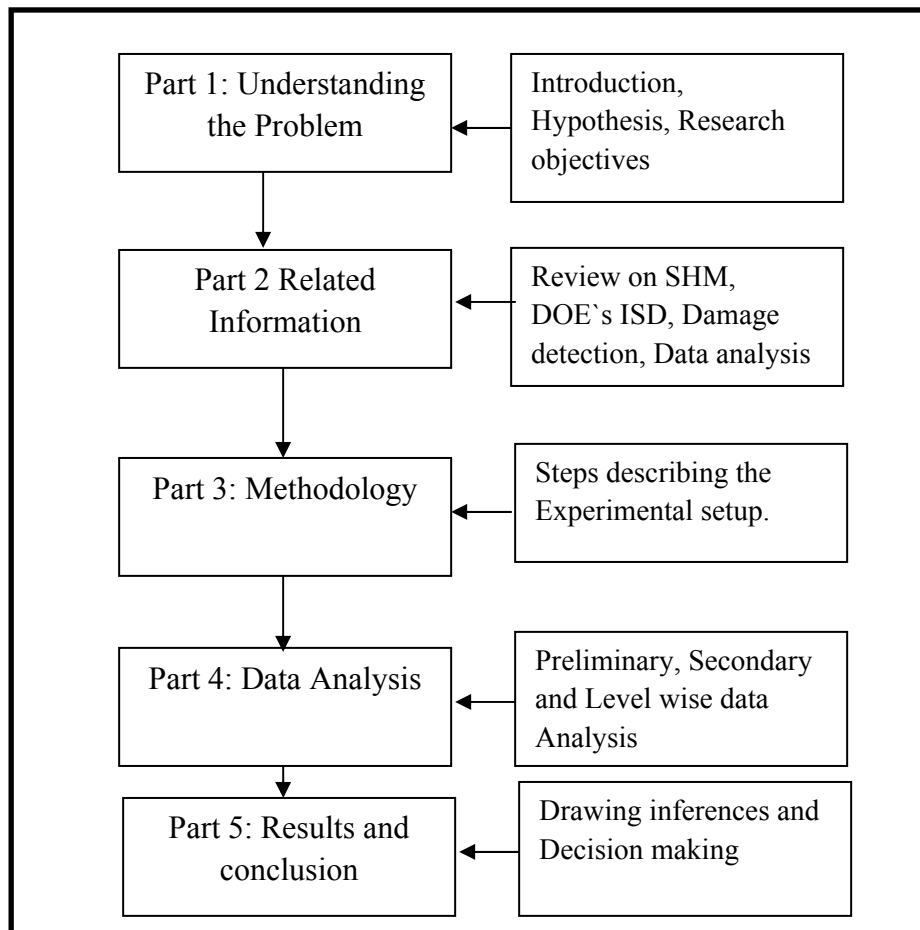 Part 1: Understanding
the Problem
Introduction,
Hypothesis, Research
objectives
Part 2 Related
Information
Review on SHM,
DOE`s ISD, Damage
detection, Data analysis
Part 3: Methodology
Steps describing the
Experimental setup.
Part 4: Data Analysis
Preliminary, Secondary
and Level wise data
Analysis
Part 5: Results and
conclusion
Drawing inferences and
Decision making